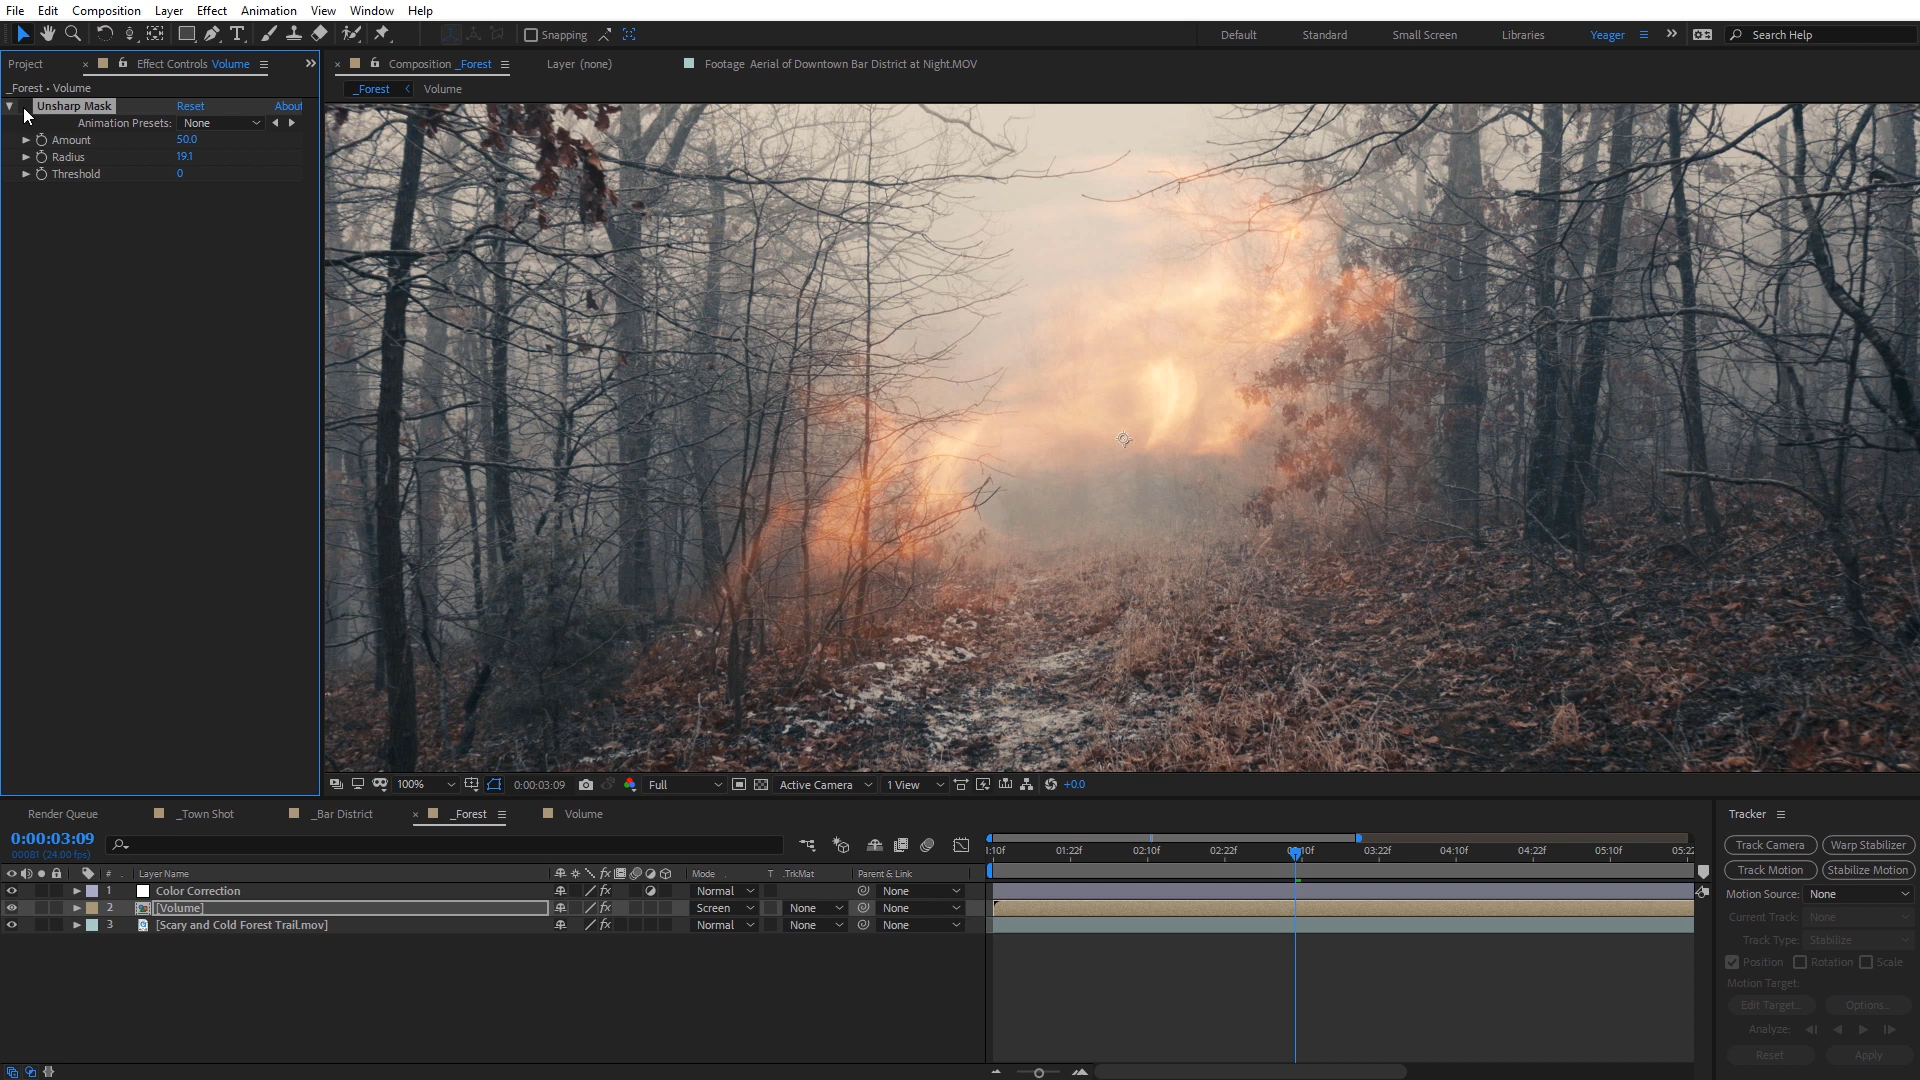 File Edit Composition Layer Effect Animation View Window Help
Snapping Default Standard Small Screen Libraries Yeager Search Help
Project × Effect Controls Volume × Composition _Forest Layer (none) Footage Aerial of Downtown Bar District at Night.MOV
_Forest • Volume
_Forest Volume
Unsharp Mask Reset About
Animation Presets: None
Amount 50.0
Radius 19.1
Threshold 0
100% 0:00:03:09 Full Active Camera 1 View +0.0
Render Queue _Town Shot _Bar District × _Forest Volume
0:00:03:09
00081 (24.00 fps)
1:10f 01:22f 02:10f 02:22f 03:22f 04:10f 04:22f 05:10f 05:22
# Layer Name Mode T .TrkMat Parent & Link
1 Color Correction Normal None
2 [Volume] Screen None None
3 [Scary and Cold Forest Trail.mov] Normal None None
Tracker
Track Camera Warp Stabilizer
Track Motion Stabilize Motion
Motion Source: None
Current Track: None
Track Type: Stabilize
Position Rotation Scale
Motion Target:
Edit Target... Options...
Analyze:
Reset Apply